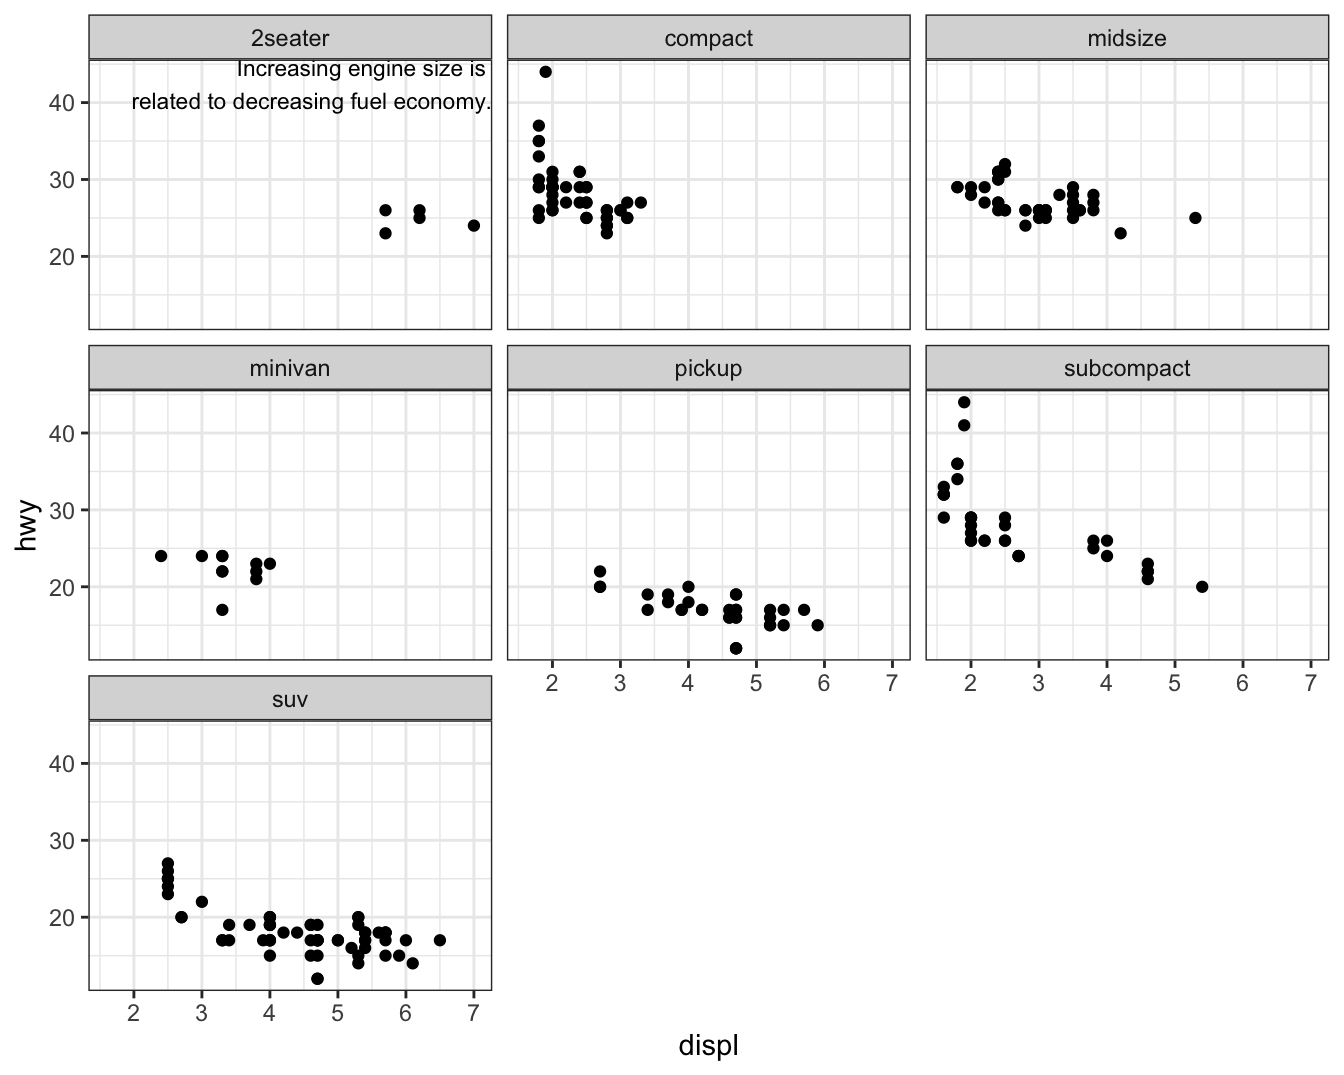 2seater
compact
midsize
Increasing engine size is
related to decreasing fuel economy.
40
30
20
minivan
pickup
subcompact
hwy
40
30
20
2 3 4 5 6 7
2 3 4 5 6 7
suv
40
30
20
2 3 4 5 6 7
displ